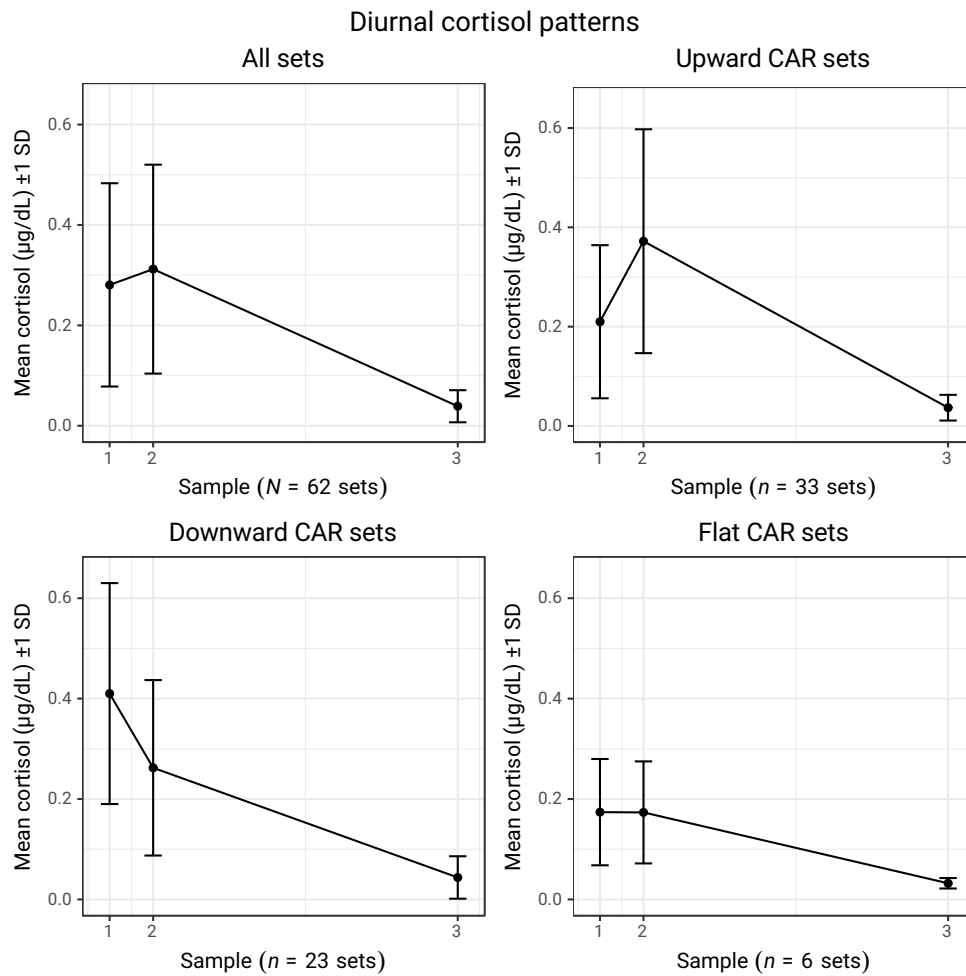 Diurnal cortisol patterns
All sets
Mean cortisol (µg/dL) ±1 SD
0.6
0.4
0.2
0.0
1 2 3
Sample (N = 62 sets)
Upward CAR sets
Mean cortisol (µg/dL) ±1 SD
0.6
0.4
0.2
0.0
1 2 3
Sample (n = 33 sets)
Downward CAR sets
Mean cortisol (µg/dL) ±1 SD
0.6
0.4
0.2
0.0
1 2 3
Sample (n = 23 sets)
Flat CAR sets
Mean cortisol (µg/dL) ±1 SD
0.6
0.4
0.2
0.0
1 2 3
Sample (n = 6 sets)